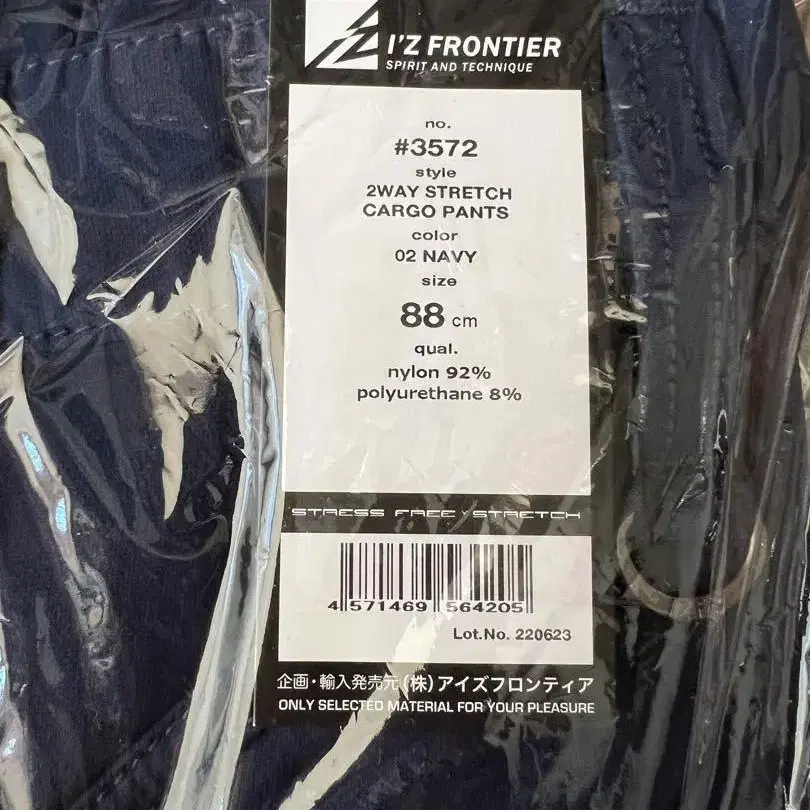 I'Z FRONTIER
SPIRIT AND TECHNIQUE
no.
#3572
style
2WAY STRETCH
CARGO PANTS
color
02 NAVY
size
88 cm
qual.
nylon 92%
polyurethane 8%
STRESS FREE STRETCH
4 571469 564205
Lot.No. 220623
企画・輸入発売元 (株)アイズフロンティア
ONLY SELECTED MATERIAL FOR YOUR PLEASURE